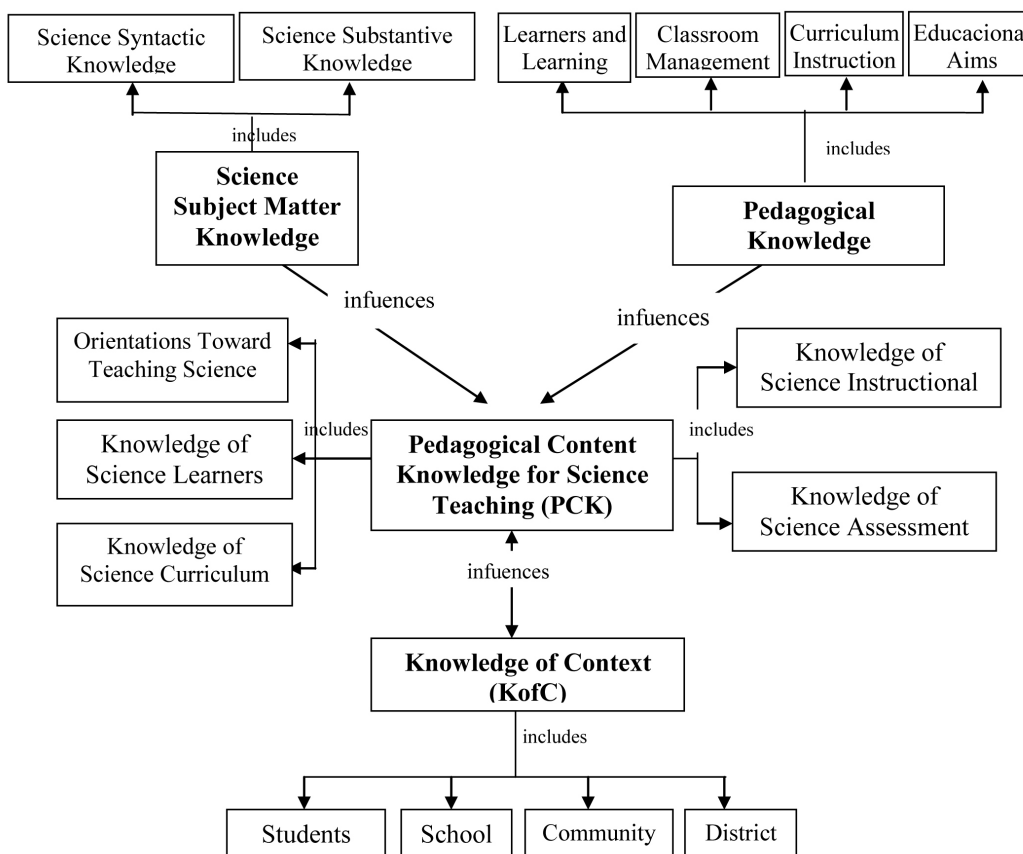 Science Syntactic
Knowledge
Science Substantive
Knowledge
Learners and
Learning
Classroom
Management
Curriculum
Instruction
Educaciona
Aims
includes
includes
Science
Subject Matter
Knowledge
Pedagogical
Knowledge
infuences
infuences
Orientations Toward
Teaching Science
Knowledge of
Science Learners
Knowledge of
Science Curriculum
includes
Pedagogical Content
Knowledge for Science
Teaching (PCK)
includes
Knowledge of
Science Instructional
Knowledge of
Science Assessment
infuences
Knowledge of Context
(KofC)
includes
Students
School
Community
District